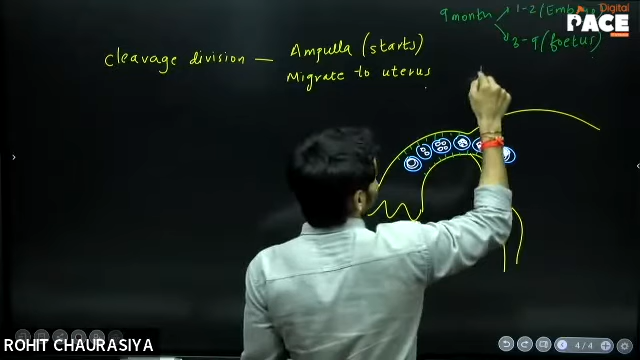 Digital
PACE
9 month
1-2/(Embryo
3-9/(foetus)
cleavage division — Ampulla (starts)
Migrate to uterus
ROHIT CHAURASIYA
4/4